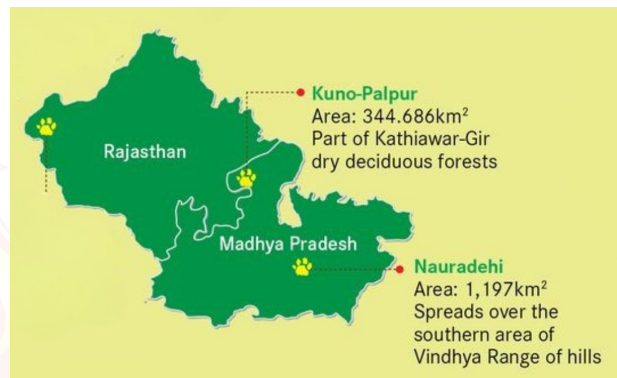 Kuno-Palpur
Area: 344.686km²
Part of Kathiawar-Gir
dry deciduous forests
Rajasthan
Madhya Pradesh
Nauradehi
Area: 1,197km²
Spreads over the
southern area of
Vindhya Range of hills